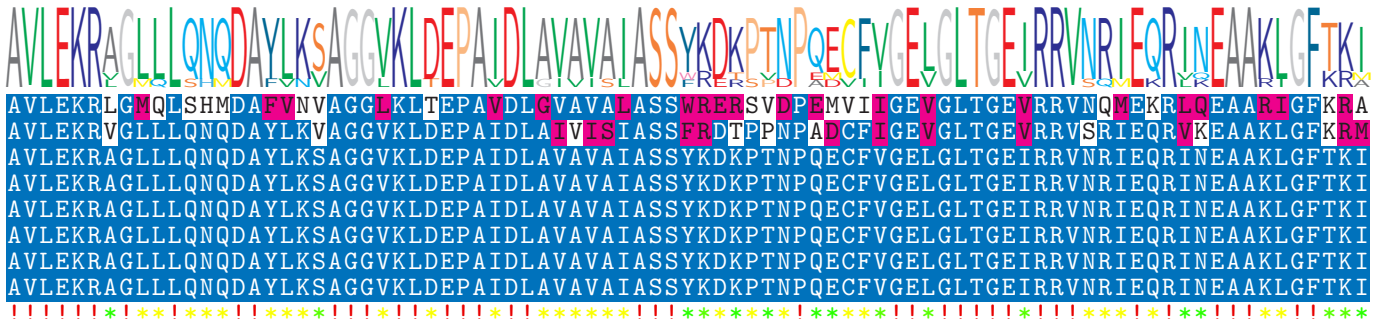 AVLEKRAGLLLQNQDAYLKSAGGVKLDEPAIDLAVAVAIASSYKDKPTNPQECFVGELGLTGEIRRVNRIEQRINEAAKLGFTKI
AVLEKRLGMQLSHMDAFVNVAGGLKLTEPAVDLGVAVALASSWRERSVDPEMVIIGEVGLTGEVRRVNQMEKRLQEAARIGFKRA
AVLEKRVGLLLQNQDAYLKVAGGVKLDEPAIDLAIVISIASSFRDTPPNPADCFIGEVGLTGEVRRVSRIEQRVKEAAKLGFKRM
AVLEKRAGLLLQNQDAYLKSAGGVKLDEPAIDLAVAVAIASSYKDKPTNPQECFVGELGLTGEIRRVNRIEQRINEAAKLGFTKI
AVLEKRAGLLLQNQDAYLKSAGGVKLDEPAIDLAVAVAIASSYKDKPTNPQECFVGELGLTGEIRRVNRIEQRINEAAKLGFTKI
AVLEKRAGLLLQNQDAYLKSAGGVKLDEPAIDLAVAVAIASSYKDKPTNPQECFVGELGLTGEIRRVNRIEQRINEAAKLGFTKI
AVLEKRAGLLLQNQDAYLKSAGGVKLDEPAIDLAVAVAIASSYKDKPTNPQECFVGELGLTGEIRRVNRIEQRINEAAKLGFTKI
AVLEKRAGLLLQNQDAYLKSAGGVKLDEPAIDLAVAVAIASSYKDKPTNPQECFVGELGLTGEIRRVNRIEQRINEAAKLGFTKI
AVLEKRAGLLLQNQDAYLKSAGGVKLDEPAIDLAVAVAIASSYKDKPTNPQECFVGELGLTGEIRRVNRIEQRINEAAKLGFTKI
!!!!!!*!**!***!!****!!!*!!*!!!*!!******!!!*******!*****!!*!!!!!*!!!***!*!**!!!**!!***